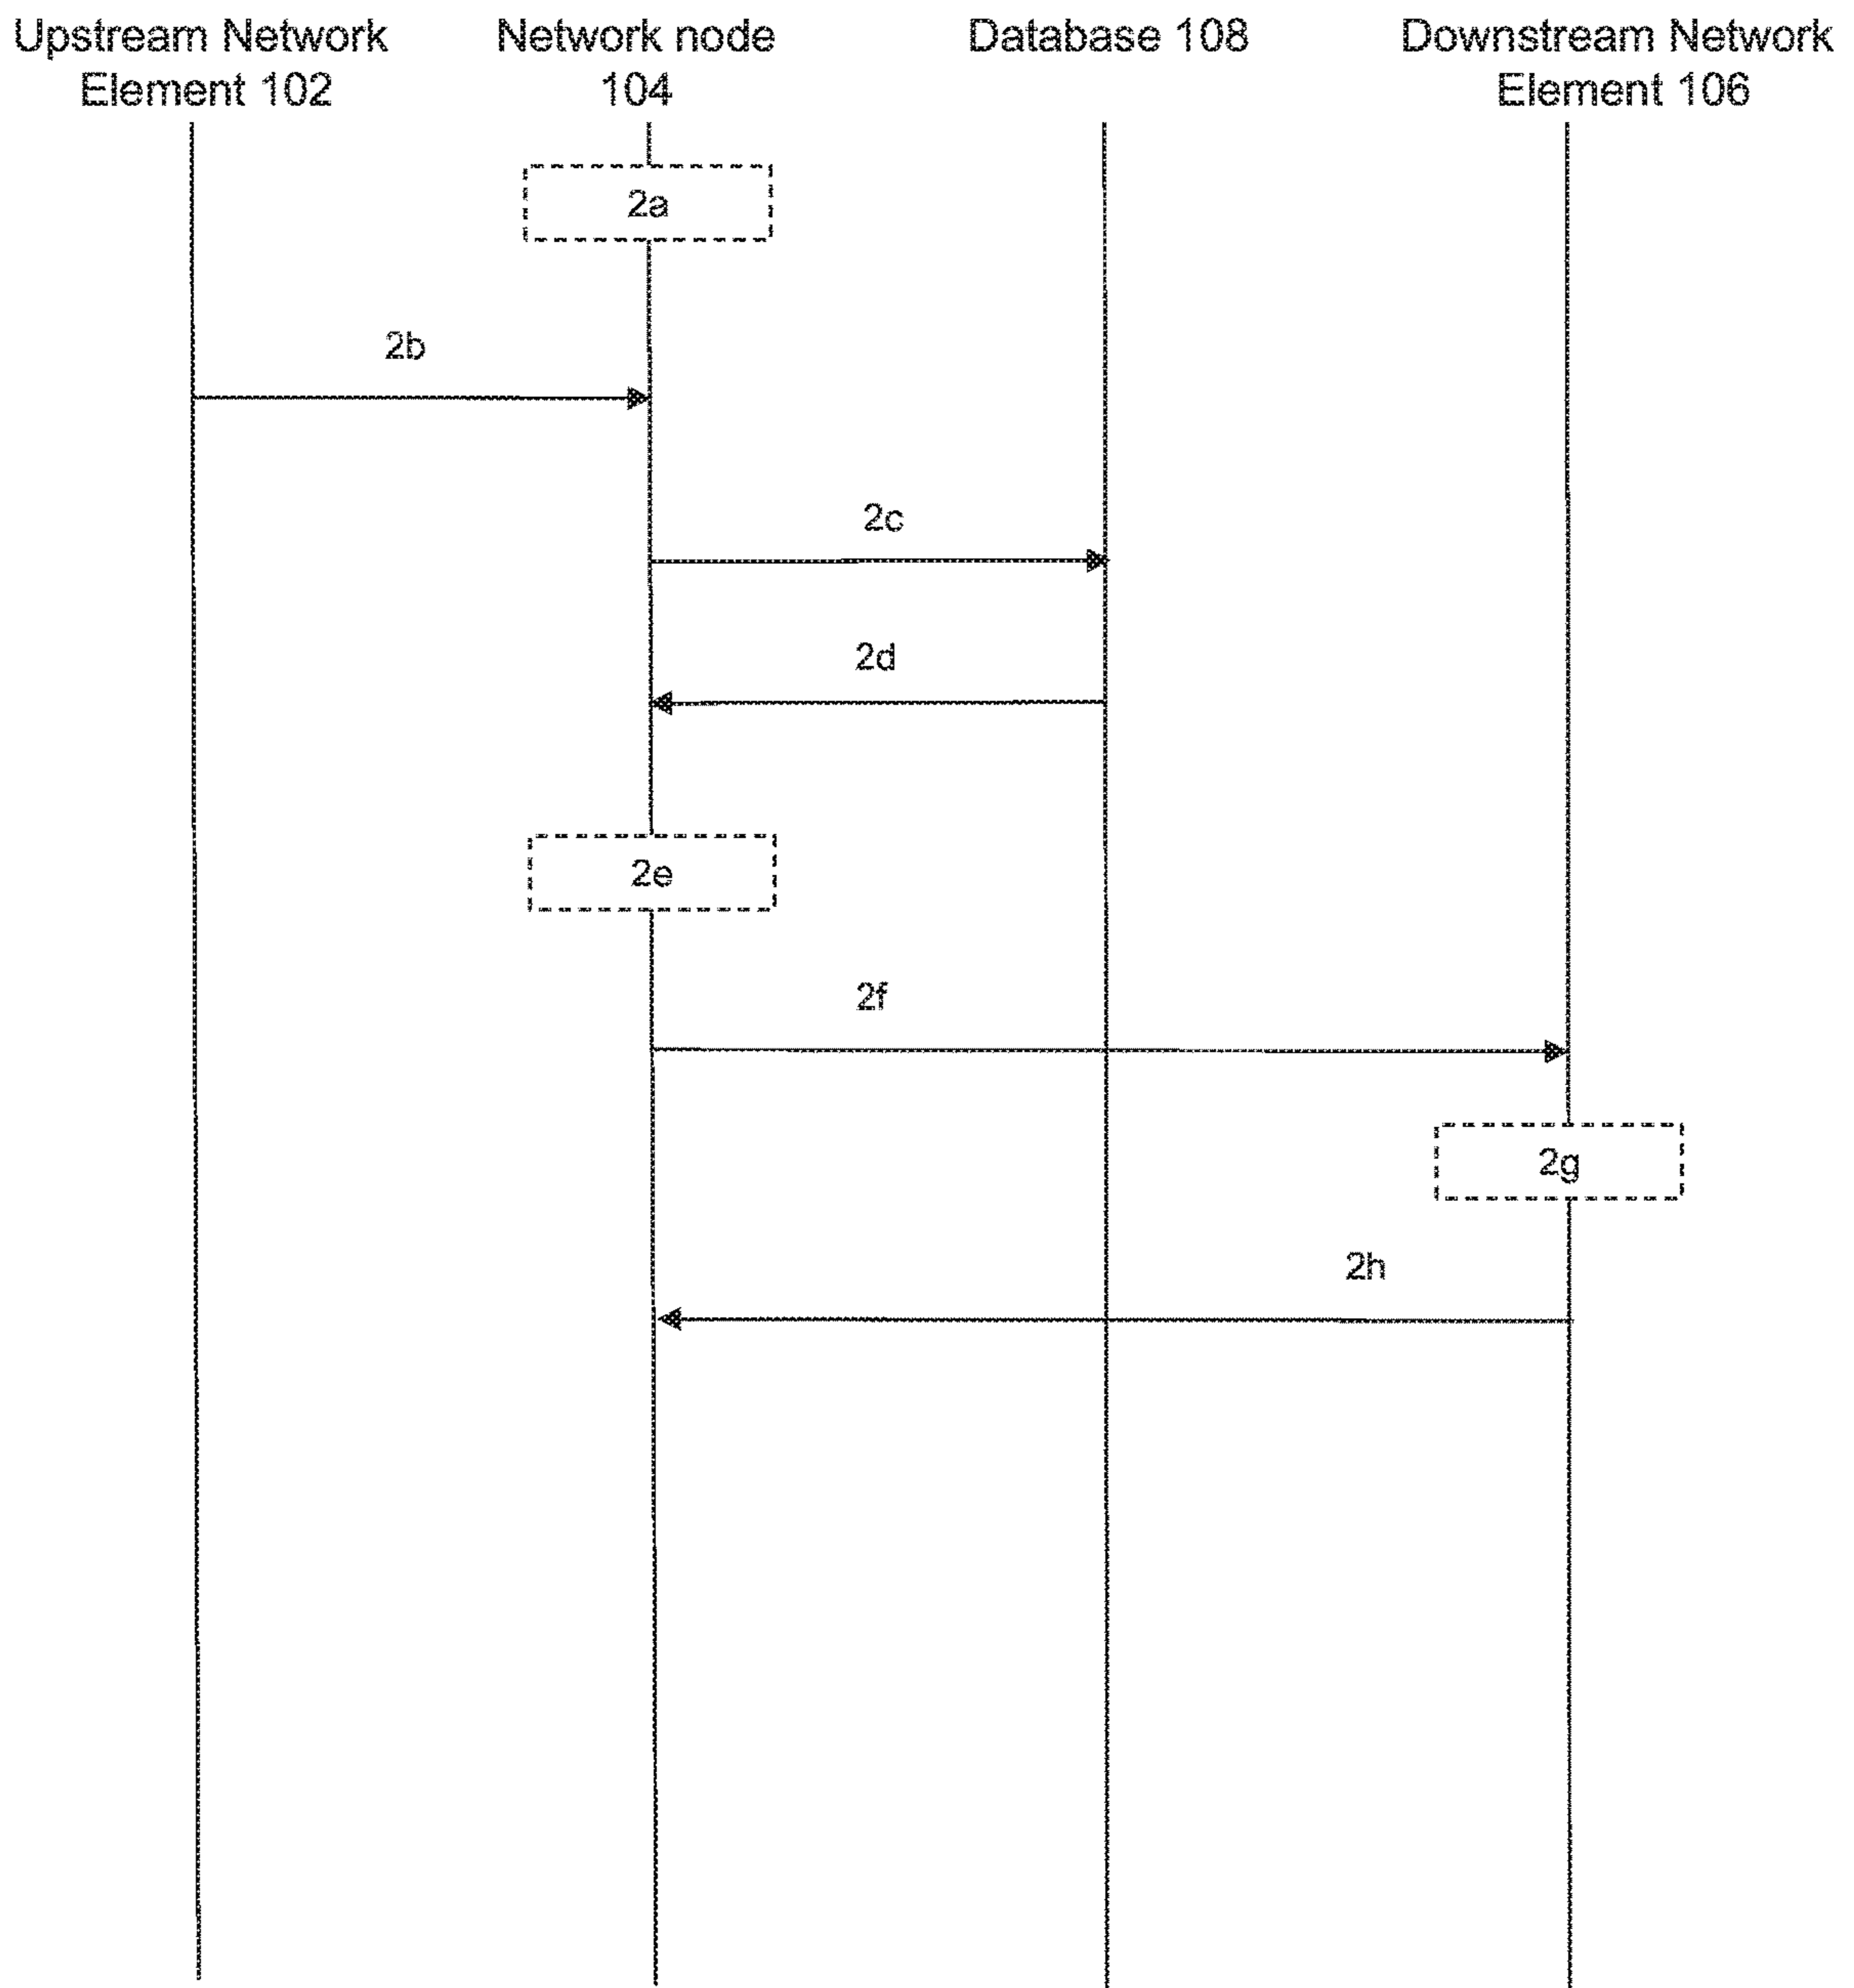 Upstream Network
Element 102
Network node
104
Database 108
Downstream Network
Element 106
2a
2b
2c
2d
2e
2f
2g
2h